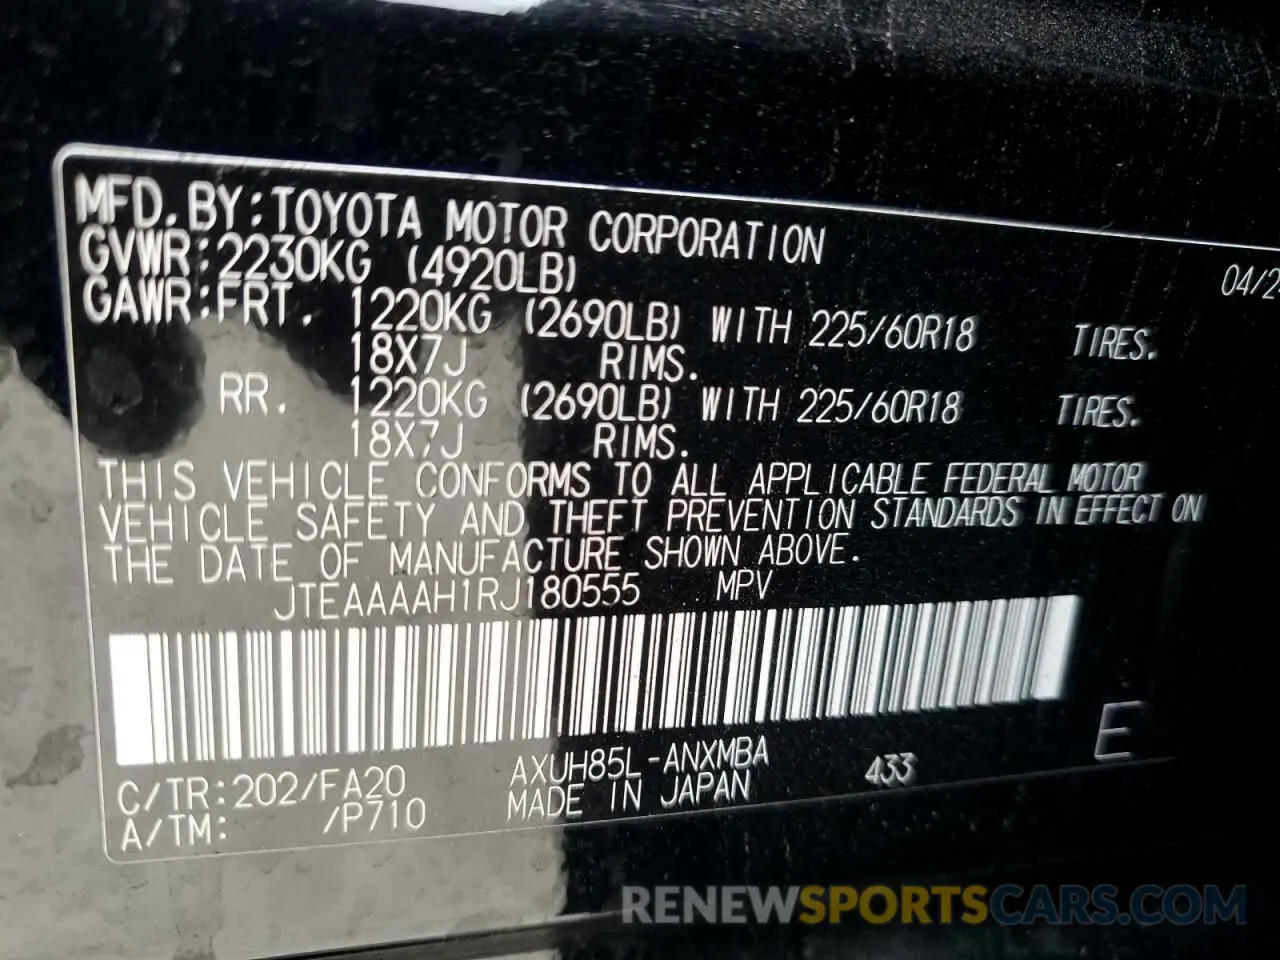 MFD. BY: TOYOTA MOTOR CORPORATION
GVWR: 2230KG (4920LB) 04/2
GAWR: FRT. 1220KG (2690LB) WITH 225/60R18 TIRES.
18X7J RIMS.
RR. 1220KG (2690LB) WITH 225/60R18 TIRES.
18X7J RIMS.
THIS VEHICLE CONFORMS TO ALL APPLICABLE FEDERAL MOTOR
VEHICLE SAFETY AND THEFT PREVENTION STANDARDS IN EFFECT ON
THE DATE OF MANUFACTURE SHOWN ABOVE.
JTEAAAAH1RJ180555 MPV
E
C/TR: 202/FA20 AXUH85L-ANXMBA 433
A/TM: /P710 MADE IN JAPAN
RENEWSPORTSCARS.COM